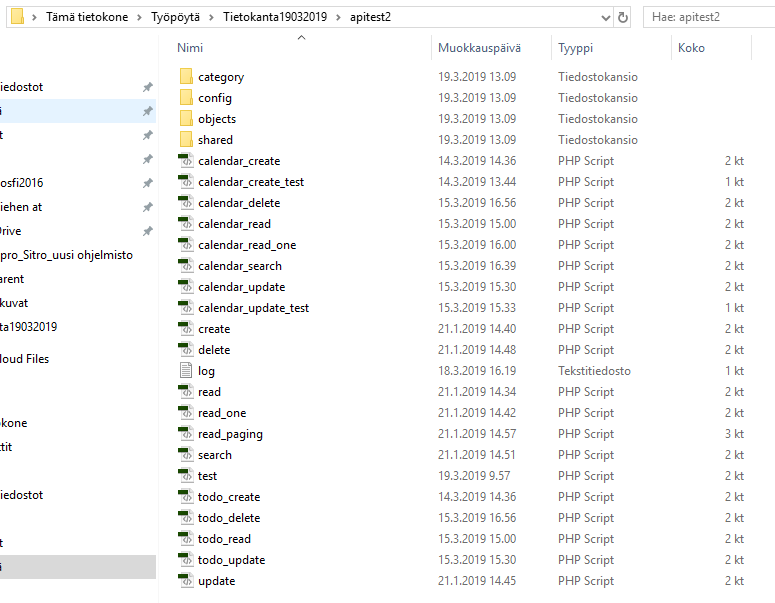 Tämä tietokone > Työpöytä > Tietokanta19032019 > apitest2
Hae: apitest2
Nimi Muokkauspäivä Tyyppi Koko
category 19.3.2019 13.09 Tiedostokansio
iedostot
config 19.3.2019 13.09 Tiedostokansio
ä
objects 19.3.2019 13.09 Tiedostokansio
t
shared 19.3.2019 13.09 Tiedostokansio
calendar_create 14.3.2019 14.36 PHP Script 2 kt
osfi2016
calendar_create_test 14.3.2019 13.44 PHP Script 1 kt
iehen at
calendar_delete 15.3.2019 16.56 PHP Script 2 kt
rive
calendar_read 15.3.2019 15.00 PHP Script 2 kt
calendar_read_one 15.3.2019 16.00 PHP Script 2 kt
pro_Sitro_uusi ohjelmisto
calendar_search 15.3.2019 16.39 PHP Script 2 kt
arent
calendar_update 15.3.2019 15.30 PHP Script 2 kt
kuvat
calendar_update_test 15.3.2019 15.33 PHP Script 1 kt
ta19032019
create 21.1.2019 14.40 PHP Script 2 kt
delete 21.1.2019 14.48 PHP Script 2 kt
loud Files
log 18.3.2019 16.19 Tekstitiedosto 1 kt
read 21.1.2019 14.34 PHP Script 2 kt
read_one 21.1.2019 14.42 PHP Script 2 kt
okone
read_paging 21.1.2019 14.57 PHP Script 3 kt
tit
search 21.1.2019 14.51 PHP Script 2 kt
test 19.3.2019 9.57 PHP Script 2 kt
iedostot
todo_create 14.3.2019 14.36 PHP Script 2 kt
todo_delete 15.3.2019 16.56 PHP Script 2 kt
todo_read 15.3.2019 15.00 PHP Script 2 kt
t
todo_update 15.3.2019 15.30 PHP Script 2 kt
ä
update 21.1.2019 14.45 PHP Script 2 kt